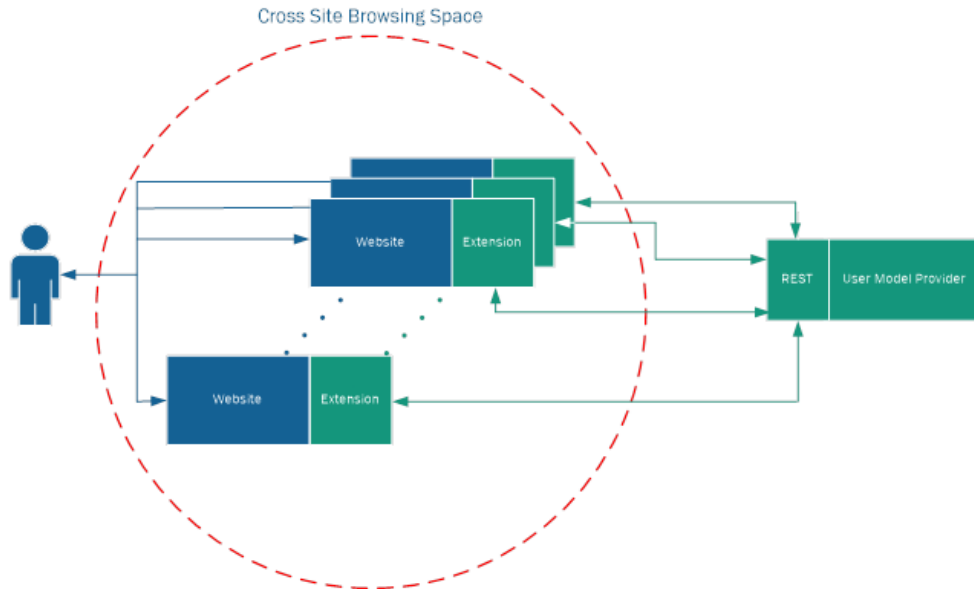 Cross Site Browsing Space
Website
Extension
REST
User Model Provider
Website
Extension